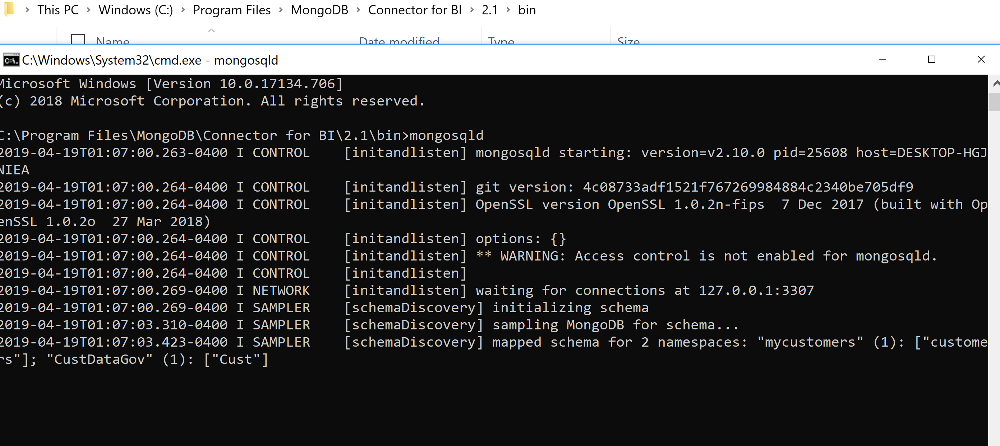 This PC > Windows (C:) > Program Files > MongoDB > Connector for BI > 2.1 > bin
Name Date modified Type Size
C:\Windows\System32\cmd.exe - mongosqld
Microsoft Windows [Version 10.0.17134.706]
(c) 2018 Microsoft Corporation. All rights reserved.
C:\Program Files\MongoDB\Connector for BI\2.1\bin>mongosqld
2019-04-19T01:07:00.263-0400 I CONTROL [initandlisten] mongosqld starting: version=v2.10.0 pid=25608 host=DESKTOP-HGJ
NIEA
2019-04-19T01:07:00.264-0400 I CONTROL [initandlisten] git version: 4c08733adf1521f767269984884c2340be705df9
2019-04-19T01:07:00.264-0400 I CONTROL [initandlisten] OpenSSL version OpenSSL 1.0.2n-fips 7 Dec 2017 (built with Op
enSSL 1.0.2o 27 Mar 2018)
2019-04-19T01:07:00.264-0400 I CONTROL [initandlisten] options: {}
2019-04-19T01:07:00.264-0400 I CONTROL [initandlisten] ** WARNING: Access control is not enabled for mongosqld.
2019-04-19T01:07:00.264-0400 I CONTROL [initandlisten]
2019-04-19T01:07:00.269-0400 I NETWORK [initandlisten] waiting for connections at 127.0.0.1:3307
2019-04-19T01:07:00.269-0400 I SAMPLER [schemaDiscovery] initializing schema
2019-04-19T01:07:03.310-0400 I SAMPLER [schemaDiscovery] sampling MongoDB for schema...
2019-04-19T01:07:03.423-0400 I SAMPLER [schemaDiscovery] mapped schema for 2 namespaces: "mycustomers" (1): ["custome
rs"]; "CustDataGov" (1): ["Cust"]